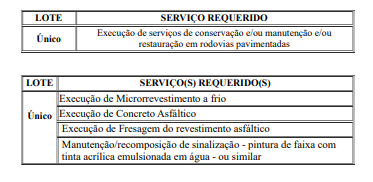 LOTE SERVIÇO REQUERIDO
Único Execução de serviços de conservação e/ou manutenção e/ou
restauração em rodovias pavimentadas
LOTE SERVIÇO(S) REQUERIDO(S)
Único Execução de Microrrevestimento a frio
Execução de Concreto Asfáltico
Execução de Fresagem do revestimento asfáltico
Manutenção/recomposição de sinalização - pintura de faixa com
tinta acrílica emulsionada em água - ou similar